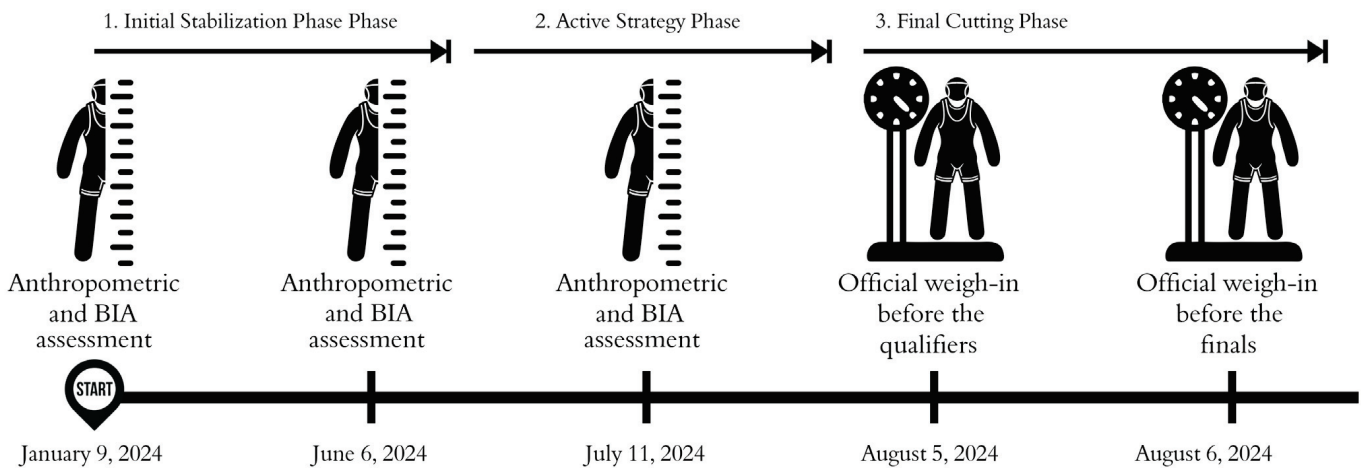 1. Initial Stabilization Phase Phase
2. Active Strategy Phase
3. Final Cutting Phase
Anthropometric
and BIA
assessment
Anthropometric
and BIA
assessment
Anthropometric
and BIA
assessment
Official weigh-in
before the
qualifiers
Official weigh-in
before the
finals
START
January 9, 2024
June 6, 2024
July 11, 2024
August 5, 2024
August 6, 2024